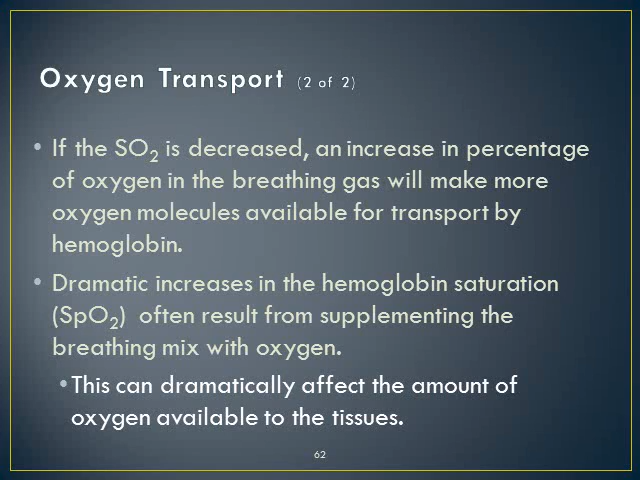 Oxygen Transport (2 of 2)
• If the SO₂ is decreased, an increase in percentage
of oxygen in the breathing gas will make more
oxygen molecules available for transport by
hemoglobin.
• Dramatic increases in the hemoglobin saturation
(SpO₂) often result from supplementing the
breathing mix with oxygen.
• This can dramatically affect the amount of
oxygen available to the tissues.
62